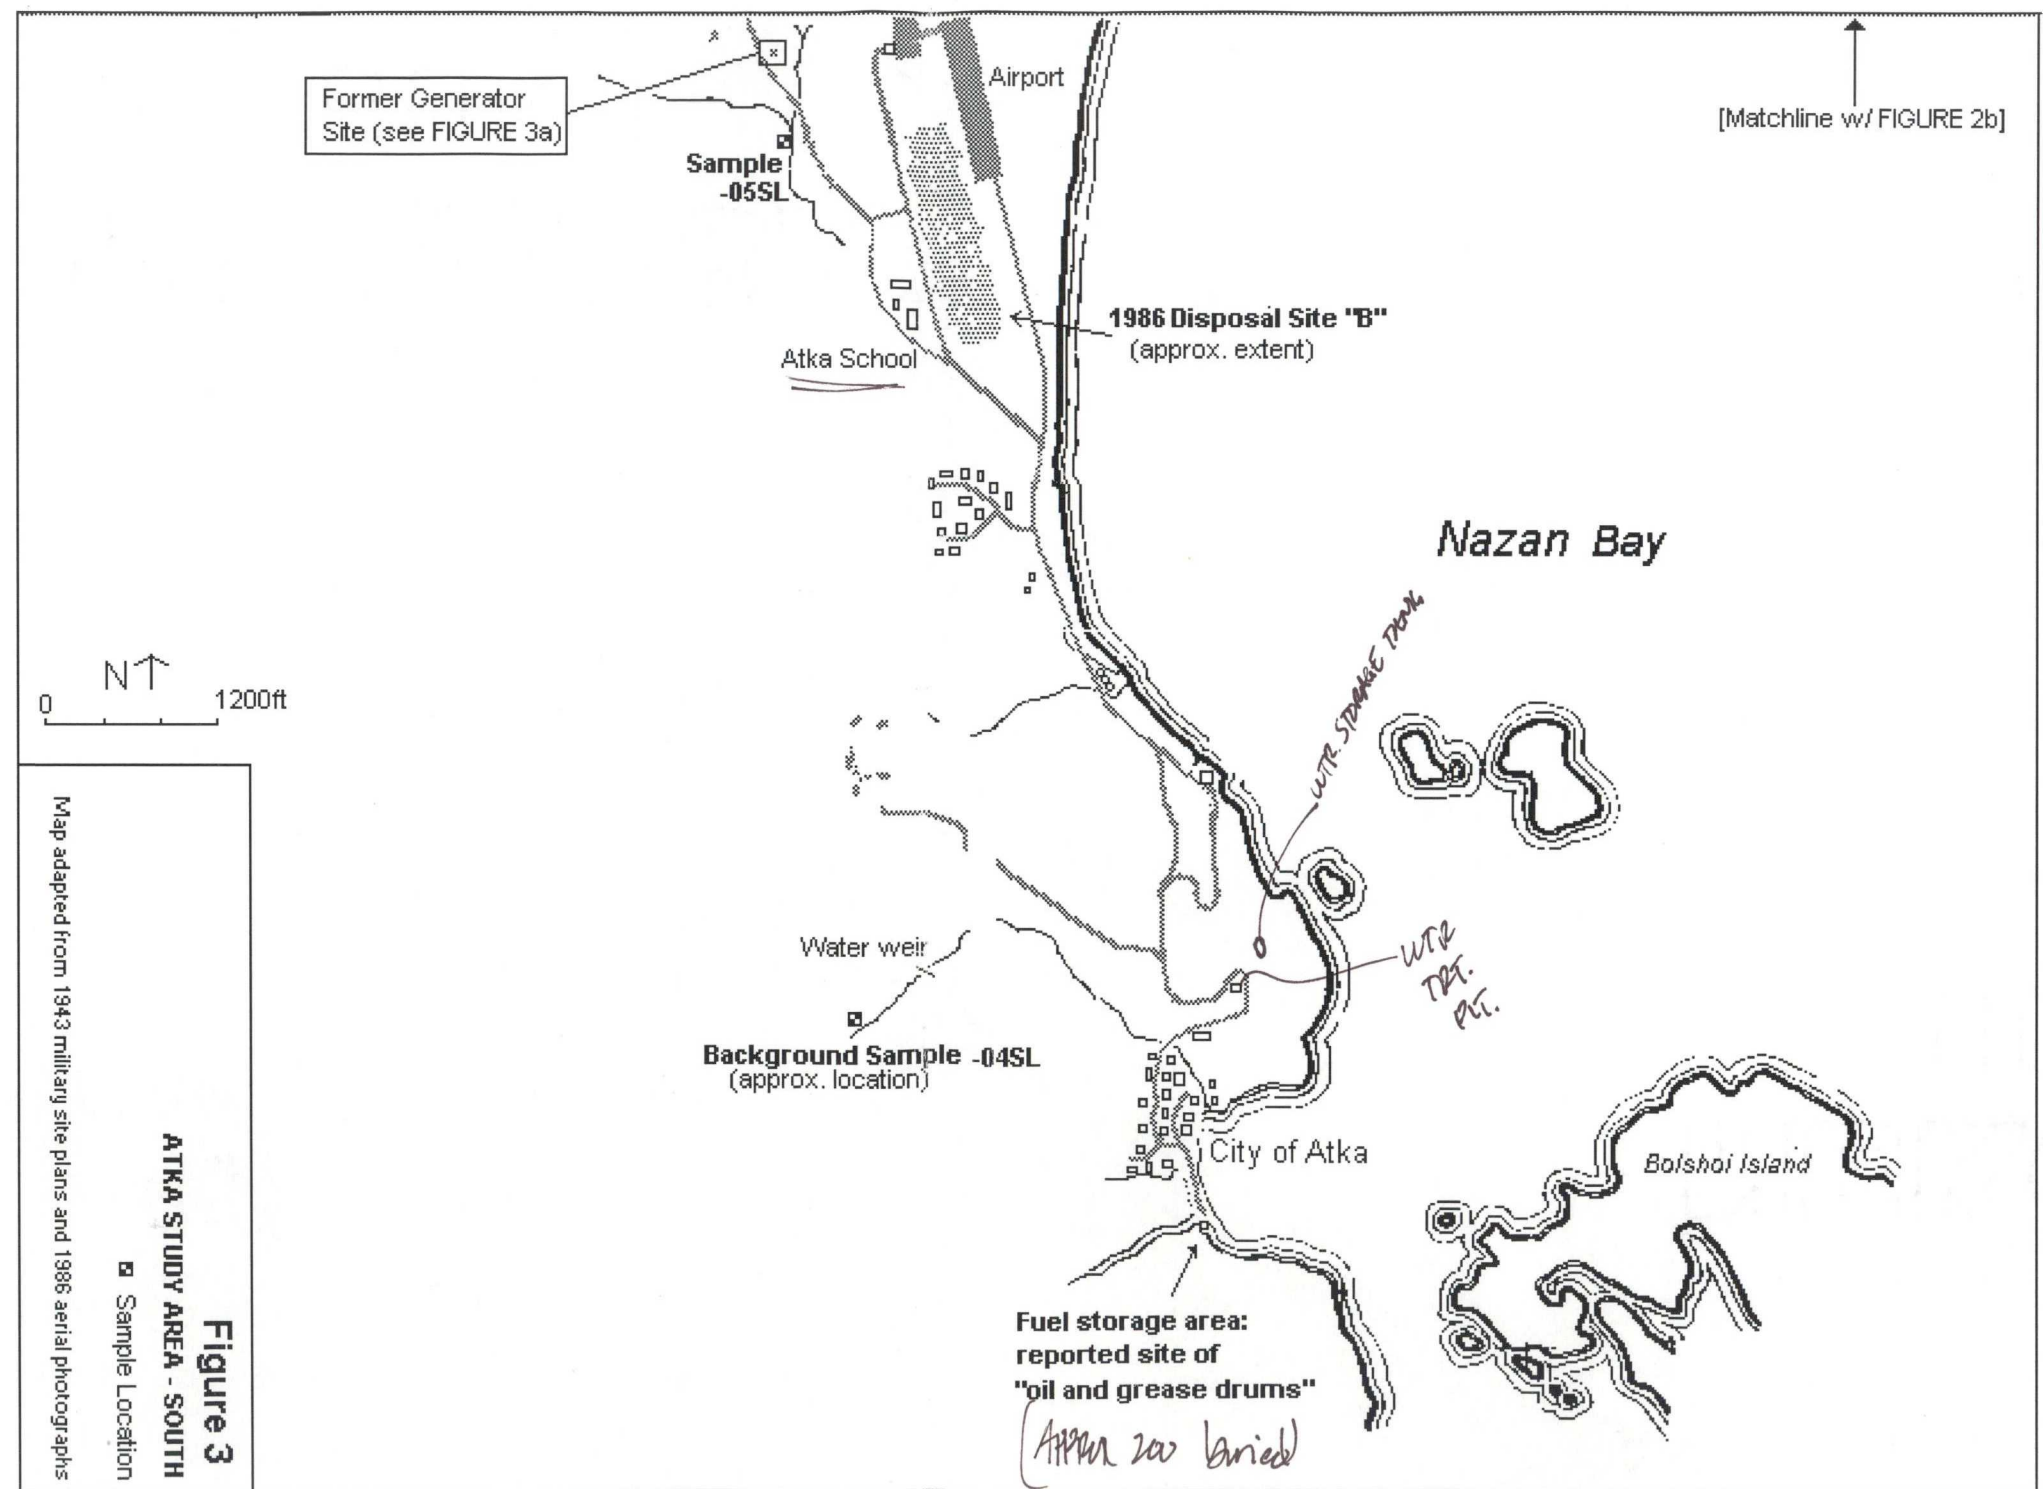 Former Generator
Site (see FIGURE 3a)
Airport
[Matchline w/ FIGURE 2b]
Sample
-05SL
1986 Disposal Site "B"
(approx. extent)
Atka School
Nazan Bay
WTR. STORAGE TANK
N
0 1200ft
Water weir
WTR
TRT.
PLT.
Background Sample -04SL
(approx. location)
City of Atka
Bolshoi Island
Fuel storage area:
reported site of
"oil and grease drums"
APPROX 200 buried
Figure 3
ATKA STUDY AREA - SOUTH
Sample Location
Map adapted from 1943 military site plans and 1986 aerial photographs